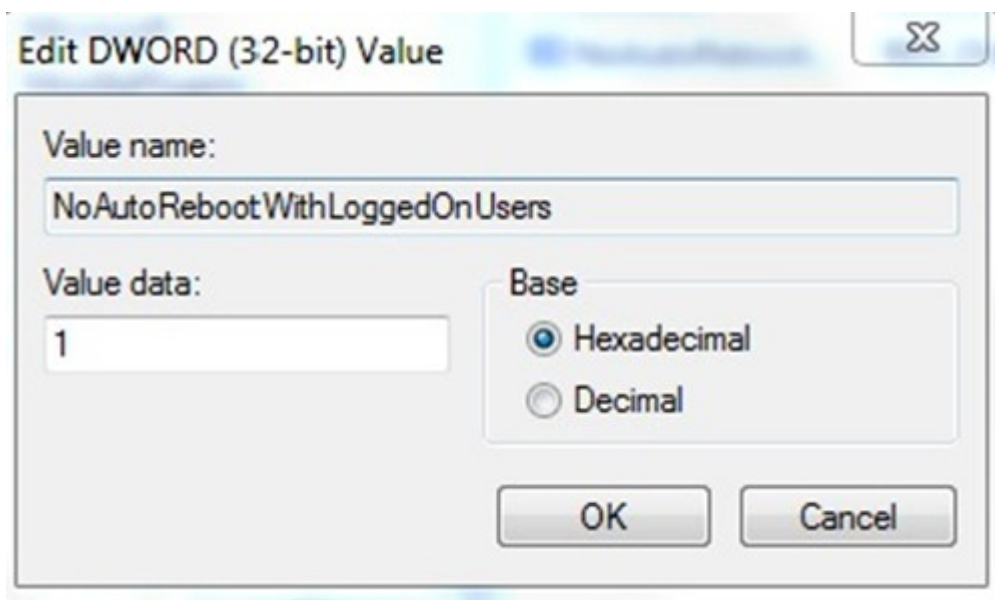 Edit DWORD (32-bit) Value
Value name:
NoAutoRebootWithLoggedOnUsers
Value data:
Base
1
Hexadecimal
Decimal
OK
Cancel